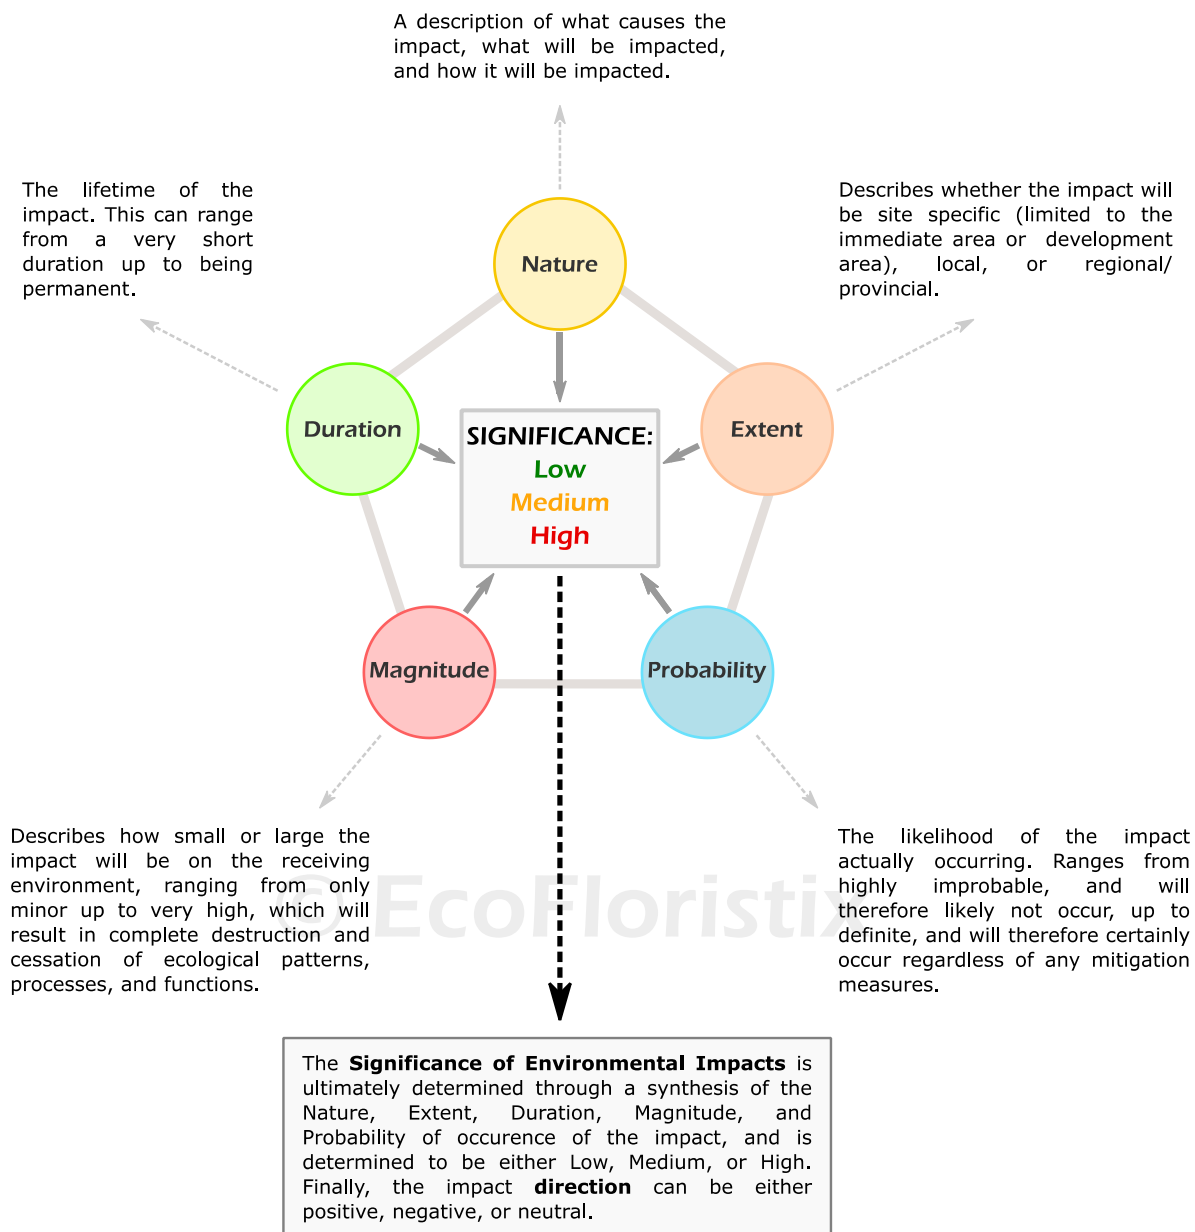 A description of what causes the
impact, what will be impacted,
and how it will be impacted.
The lifetime of the
impact. This can range
from a very short
duration up to being
permanent.
Describes whether the impact will
be site specific (limited to the
immediate area or development
area), local, or regional/
provincial.
Nature
Duration
Extent
SIGNIFICANCE:
Low
Medium
High
Magnitude
Probability
Describes how small or large the
impact will be on the receiving
environment, ranging from only
minor up to very high, which will
result in complete destruction and
cessation of ecological patterns,
processes, and functions.
The likelihood of the impact
actually occurring. Ranges from
highly improbable, and will
therefore likely not occur, up to
definite, and will therefore certainly
occur regardless of any mitigation
measures.
© EcoFloristix
The Significance of Environmental Impacts is
ultimately determined through a synthesis of the
Nature, Extent, Duration, Magnitude, and
Probability of occurence of the impact, and is
determined to be either Low, Medium, or High.
Finally, the impact direction can be either
positive, negative, or neutral.